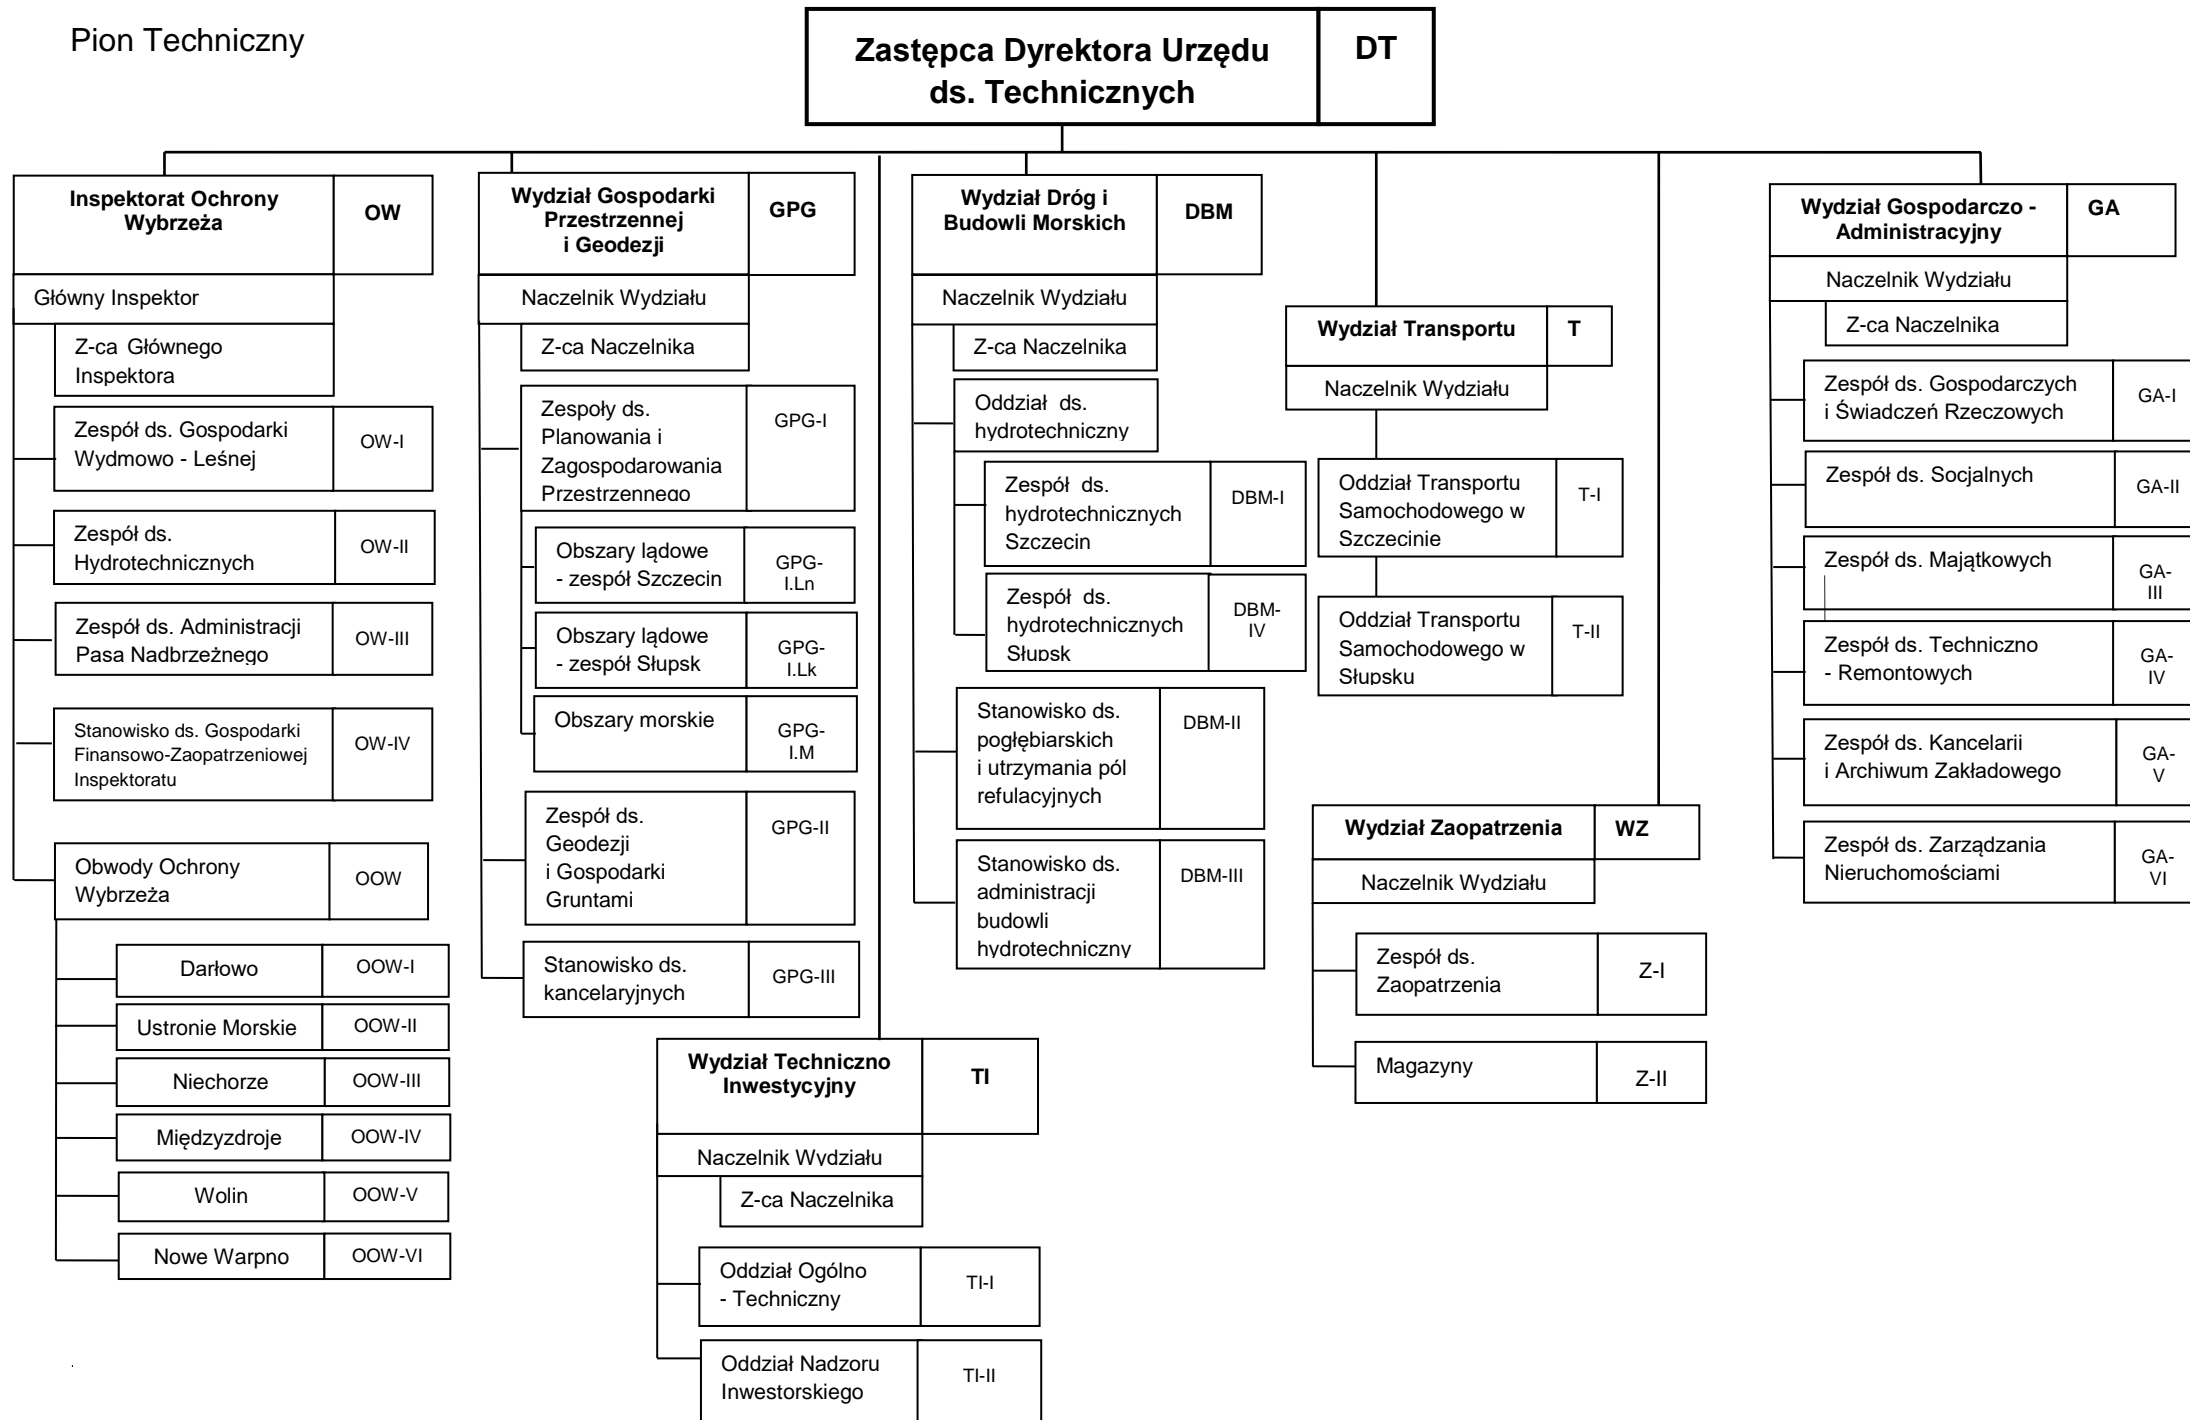 Pion Techniczny
Zastępca Dyrektora Urzędu
ds. Technicznych
DT
Inspektorat Ochrony
Wybrzeża
OW
Główny Inspektor
Z-ca Głównego
Inspektora
Zespół ds. Gospodarki
Wydmowo - Leśnej
OW-I
Zespół ds.
Hydrotechnicznych
OW-II
Zespół ds. Administracji
Pasa Nadbrzeżnego
OW-III
Stanowisko ds. Gospodarki
Finansowo-Zaopatrzeniowej
Inspektoratu
OW-IV
Obwody Ochrony
Wybrzeża
OOW
Darłowo
OOW-I
Ustronie Morskie
OOW-II
Niechorze
OOW-III
Międzyzdroje
OOW-IV
Wolin
OOW-V
Nowe Warpno
OOW-VI
Wydział Gospodarki
Przestrzennej
i Geodezji
GPG
Naczelnik Wydziału
Z-ca Naczelnika
Zespoły ds.
Planowania i
Zagospodarowania
Przestrzennego
GPG-I
Obszary lądowe
- zespół Szczecin
GPG-
I.Ln
Obszary lądowe
- zespół Słupsk
GPG-
I.Lk
Obszary morskie
GPG-
I.M
Zespół ds.
Geodezji
i Gospodarki
Gruntami
GPG-II
Stanowisko ds.
kancelaryjnych
GPG-III
Wydział Techniczno
Inwestycyjny
TI
Naczelnik Wydziału
Z-ca Naczelnika
Oddział Ogólno
- Techniczny
TI-I
Oddział Nadzoru
Inwestorskiego
TI-II
Wydział Dróg i
Budowli Morskich
DBM
Naczelnik Wydziału
Z-ca Naczelnika
Oddział ds.
hydrotechniczny
Zespół ds.
hydrotechnicznych
Szczecin
DBM-I
Zespół ds.
hydrotechnicznych
Słupsk
DBM-
IV
Stanowisko ds.
pogłębiarskich
i utrzymania pól
refulacyjnych
DBM-II
Stanowisko ds.
administracji
budowli
hydrotechniczny
DBM-III
Wydział Transportu
T
Naczelnik Wydziału
Oddział Transportu
Samochodowego w
Szczecinie
T-I
Oddział Transportu
Samochodowego w
Słupsku
T-II
Wydział Zaopatrzenia
WZ
Naczelnik Wydziału
Zespół ds.
Zaopatrzenia
Z-I
Magazyny
Z-II
Wydział Gospodarczo -
Administracyjny
GA
Naczelnik Wydziału
Z-ca Naczelnika
Zespół ds. Gospodarczych
i Świadczeń Rzeczowych
GA-I
Zespół ds. Socjalnych
GA-II
Zespół ds. Majątkowych
GA-
III
Zespół ds. Techniczno
- Remontowych
GA-
IV
Zespół ds. Kancelarii
i Archiwum Zakładowego
GA-
V
Zespół ds. Zarządzania
Nieruchomościami
GA-
VI